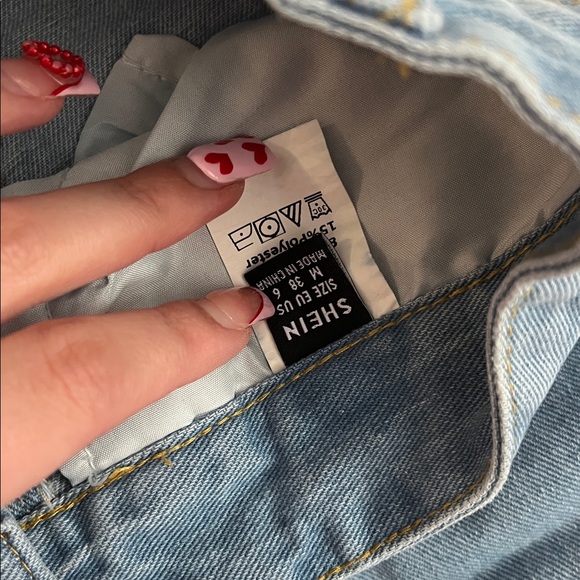 SHEIN
SIZE EU US
M 38 6
MADE IN CHINA
15%Polyester